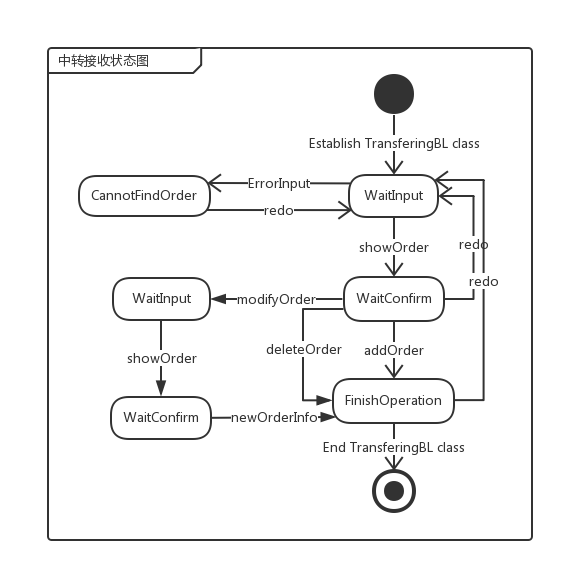 中转接收状态图
Establish TransferingBL class
ErrorInput
CannotFindOrder
WaitInput
redo
showOrder
redo
redo
WaitInput
modifyOrder
WaitConfirm
showOrder
deleteOrder
addOrder
FinishOperation
WaitConfirm
newOrderInfo
End TransferingBL class